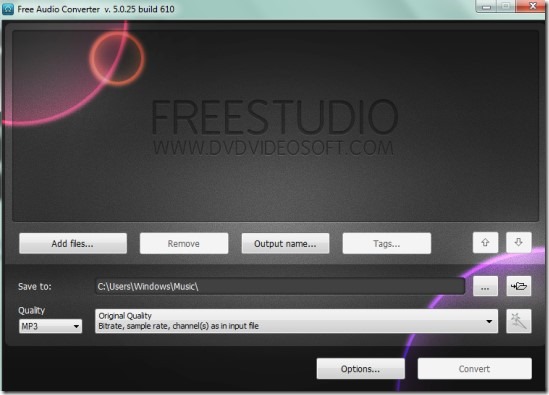 Free Audio Converter v. 5.0.25 build 610
FREESTUDIO
WWW.DVDVIDEOSOFT.COM
Add files...
Remove
Output name...
Tags...
Save to:
C:\Users\Windows\Music\
...
Quality
MP3
Original Quality
Bitrate, sample rate, channel(s) as in input file
Options...
Convert